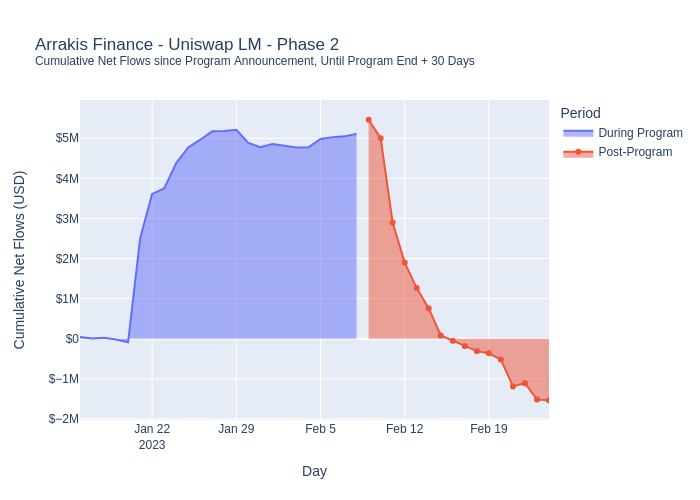 Arrakis Finance - Uniswap LM - Phase 2
Cumulative Net Flows since Program Announcement, Until Program End + 30 Days
Period
During Program
Post-Program
Cumulative Net Flows (USD)
$5M
$4M
$3M
$2M
$1M
$0
$−1M
$−2M
Jan 22
2023
Jan 29
Feb 5
Feb 12
Feb 19
Day